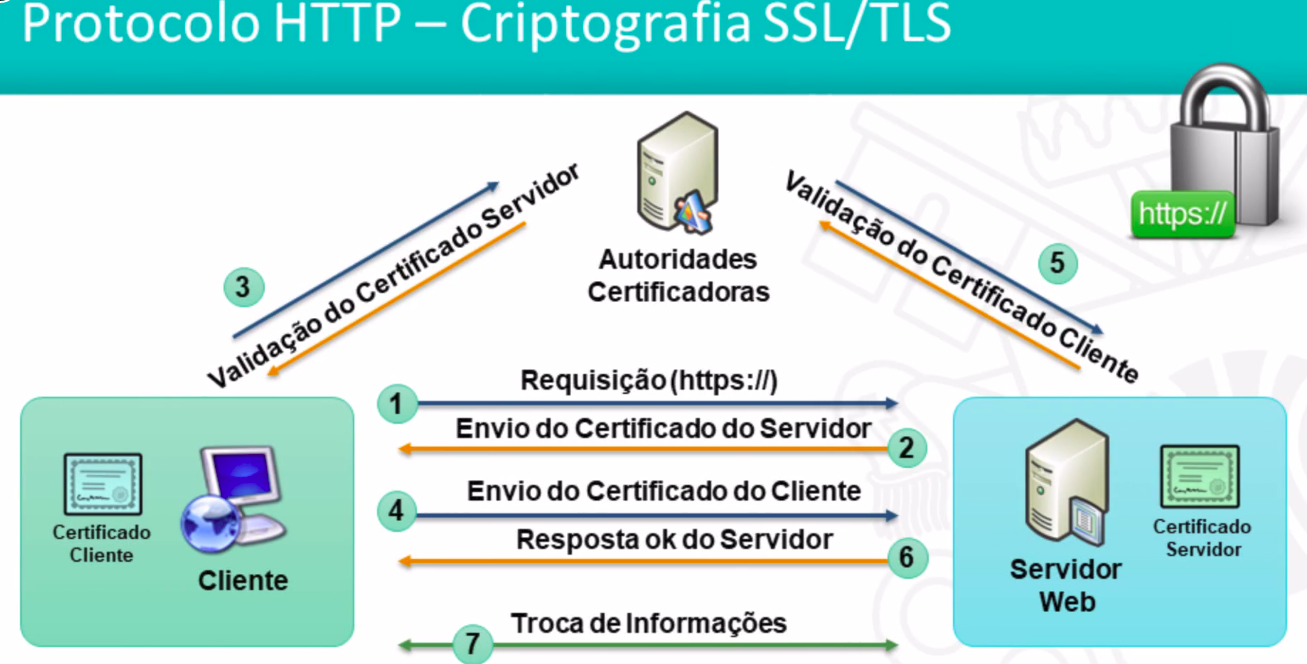 Protocolo HTTP – Criptografia SSL/TLS
https://
Autoridades
Certificadoras
3
Validação do Certificado Servidor
Validação do Certificado Cliente
5
1
Requisição (https://)
Envio do Certificado do Servidor
2
4
Envio do Certificado do Cliente
Resposta ok do Servidor
6
7
Troca de Informações
Certificado
Cliente
Cliente
Servidor
Web
Certificado
Servidor